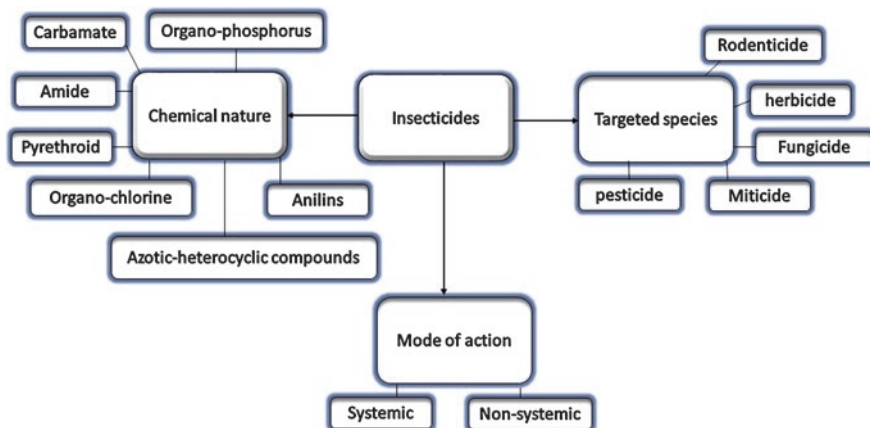 Carbamate
Organo-phosphorus
Amide
Chemical nature
Pyrethroid
Organo-chlorine
Anilins
Azotic-heterocyclic compounds
Insecticides
Rodenticide
herbicide
Targeted species
Fungicide
pesticide
Miticide
Mode of action
Systemic
Non-systemic